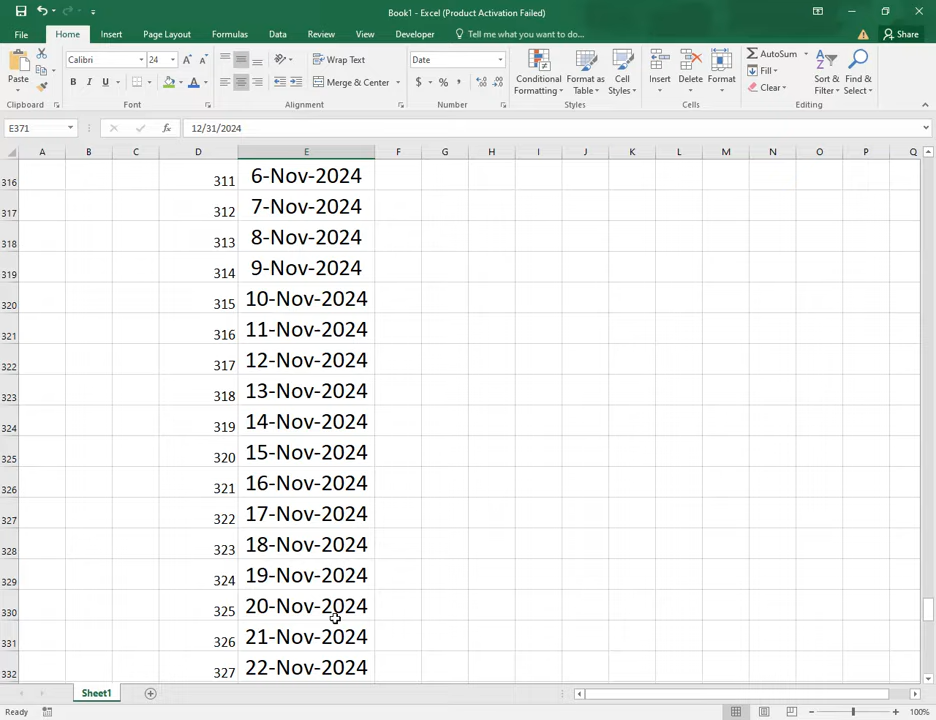 Book1 - Excel (Product Activation Failed)
File Home Insert Page Layout Formulas Data Review View Developer Tell me what you want to do... Share
Paste Calibri 24 Wrap Text Date Conditional Formatting Format as Table Cell Styles Insert Delete Format AutoSum Sort & Filter Find & Select
B I U Merge & Center $ % , Fill Clear
Clipboard Font Alignment Number Styles Cells Editing
E371 fx 12/31/2024
A B C D E F G H I J K L M N O P Q
316 311 6-Nov-2024
317 312 7-Nov-2024
318 313 8-Nov-2024
319 314 9-Nov-2024
320 315 10-Nov-2024
321 316 11-Nov-2024
322 317 12-Nov-2024
323 318 13-Nov-2024
324 319 14-Nov-2024
325 320 15-Nov-2024
326 321 16-Nov-2024
327 322 17-Nov-2024
328 323 18-Nov-2024
329 324 19-Nov-2024
330 325 20-Nov-2024
331 326 21-Nov-2024
332 327 22-Nov-2024
Sheet1
Ready 100%